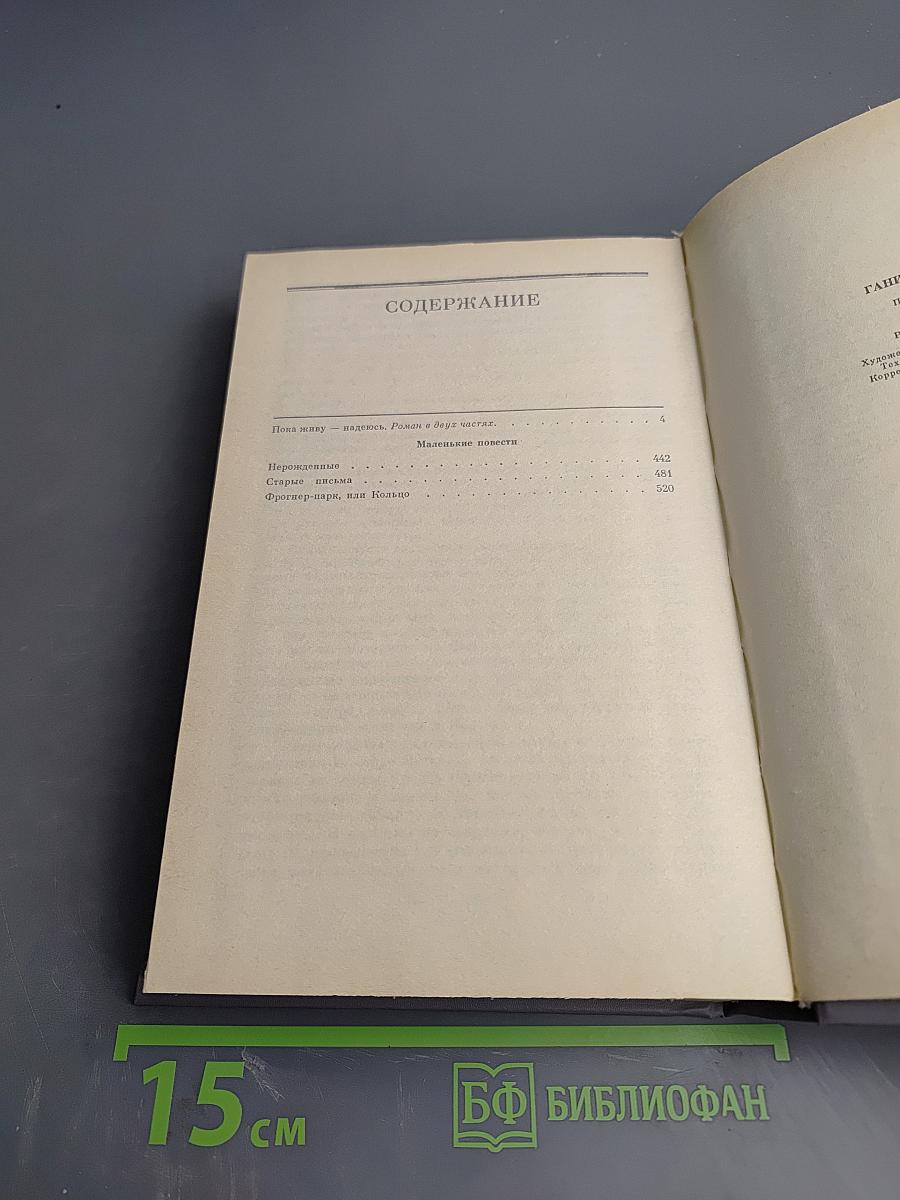 СОДЕРЖАНИЕ
Пока живу — надеюсь. Роман в двух частях. . . . . . . . . . . 4
Маленькие повести
Нерожденные . . . . . . . . . . . . . . . . . . . . 442
Старые письма . . . . . . . . . . . . . . . . . . . 481
Фрогнер-парк, или Кольцо . . . . . . . . . . . . . . . 520
15 см
БФ БИБЛИОФАН